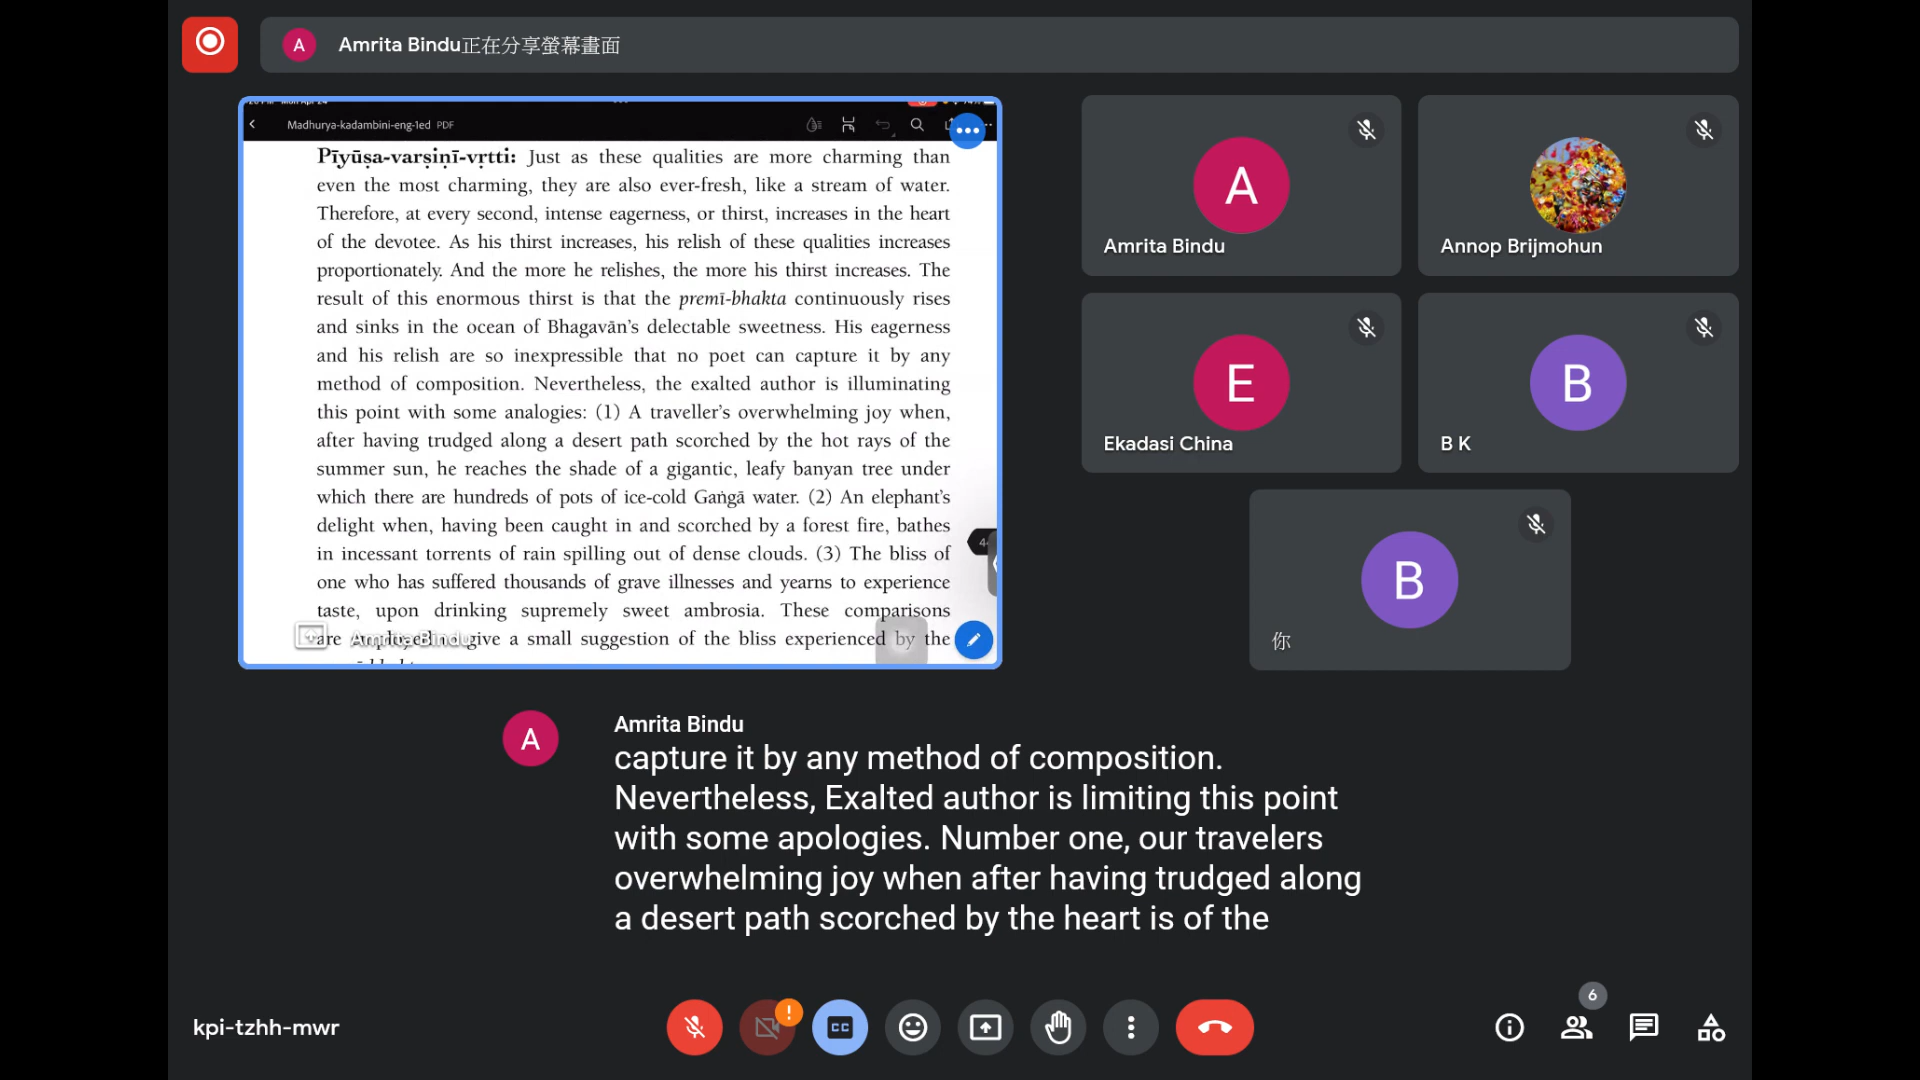 A Amrita Bindu正在分享螢幕畫面
Madhurya-kadambini-eng-1ed PDF
Pīyūṣa-varṣiṇī-vṛtti: Just as these qualities are more charming than
even the most charming, they are also ever-fresh, like a stream of water.
Therefore, at every second, intense eagerness, or thirst, increases in the heart
of the devotee. As his thirst increases, his relish of these qualities increases
proportionately. And the more he relishes, the more his thirst increases. The
result of this enormous thirst is that the premī-bhakta continuously rises
and sinks in the ocean of Bhagavān's delectable sweetness. His eagerness
and his relish are so inexpressible that no poet can capture it by any
method of composition. Nevertheless, the exalted author is illuminating
this point with some analogies: (1) A traveller's overwhelming joy when,
after having trudged along a desert path scorched by the hot rays of the
summer sun, he reaches the shade of a gigantic, leafy banyan tree under
which there are hundreds of pots of ice-cold Gaṅgā water. (2) An elephant's
delight when, having been caught in and scorched by a forest fire, bathes
in incessant torrents of rain spilling out of dense clouds. (3) The bliss of
one who has suffered thousands of grave illnesses and yearns to experience
taste, upon drinking supremely sweet ambrosia. These comparisons
are give a small suggestion of the bliss experienced by the
Amrita Bindu
A
Amrita Bindu
Annop Brijmohun
E
Ekadasi China
B
B K
B
你
A
Amrita Bindu
capture it by any method of composition.
Nevertheless, Exalted author is limiting this point
with some apologies. Number one, our travelers
overwhelming joy when after having trudged along
a desert path scorched by the heart is of the
kpi-tzhh-mwr
!
CC
6